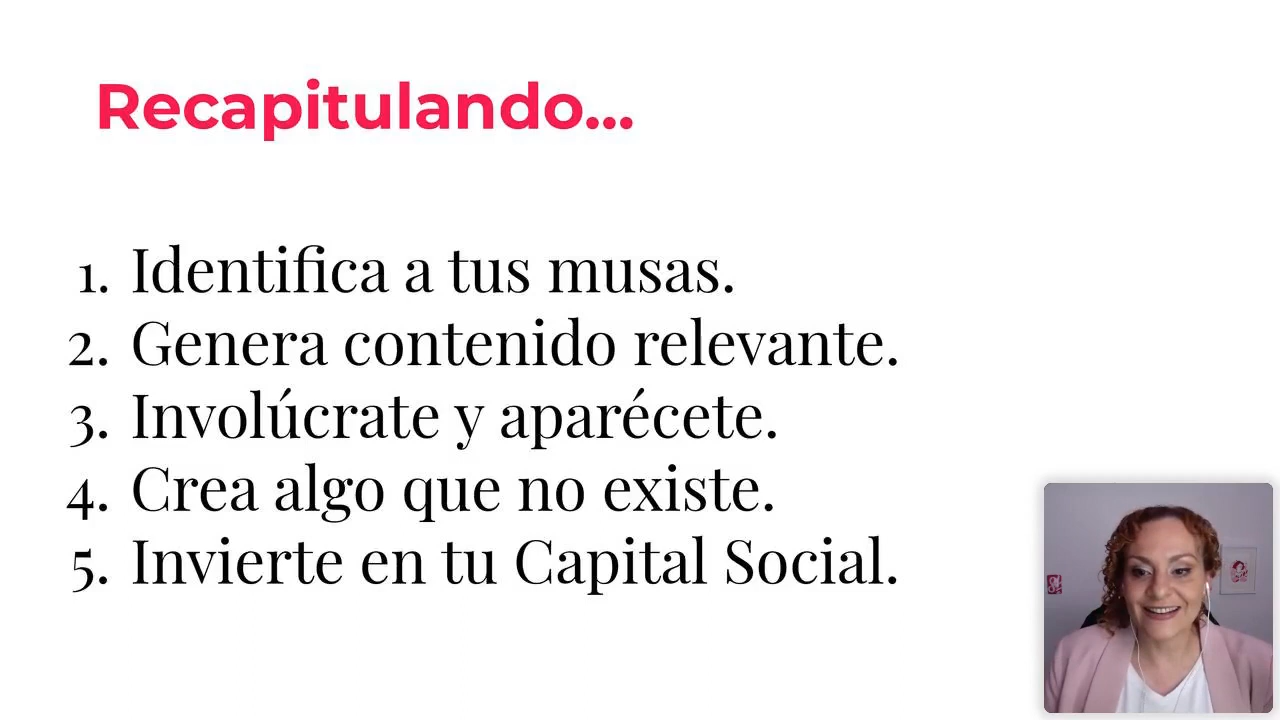 Recapitulando...
1. Identifica a tus musas.
2. Genera contenido relevante.
3. Involúcrate y aparécete.
4. Crea algo que no existe.
5. Invierte en tu Capital Social.